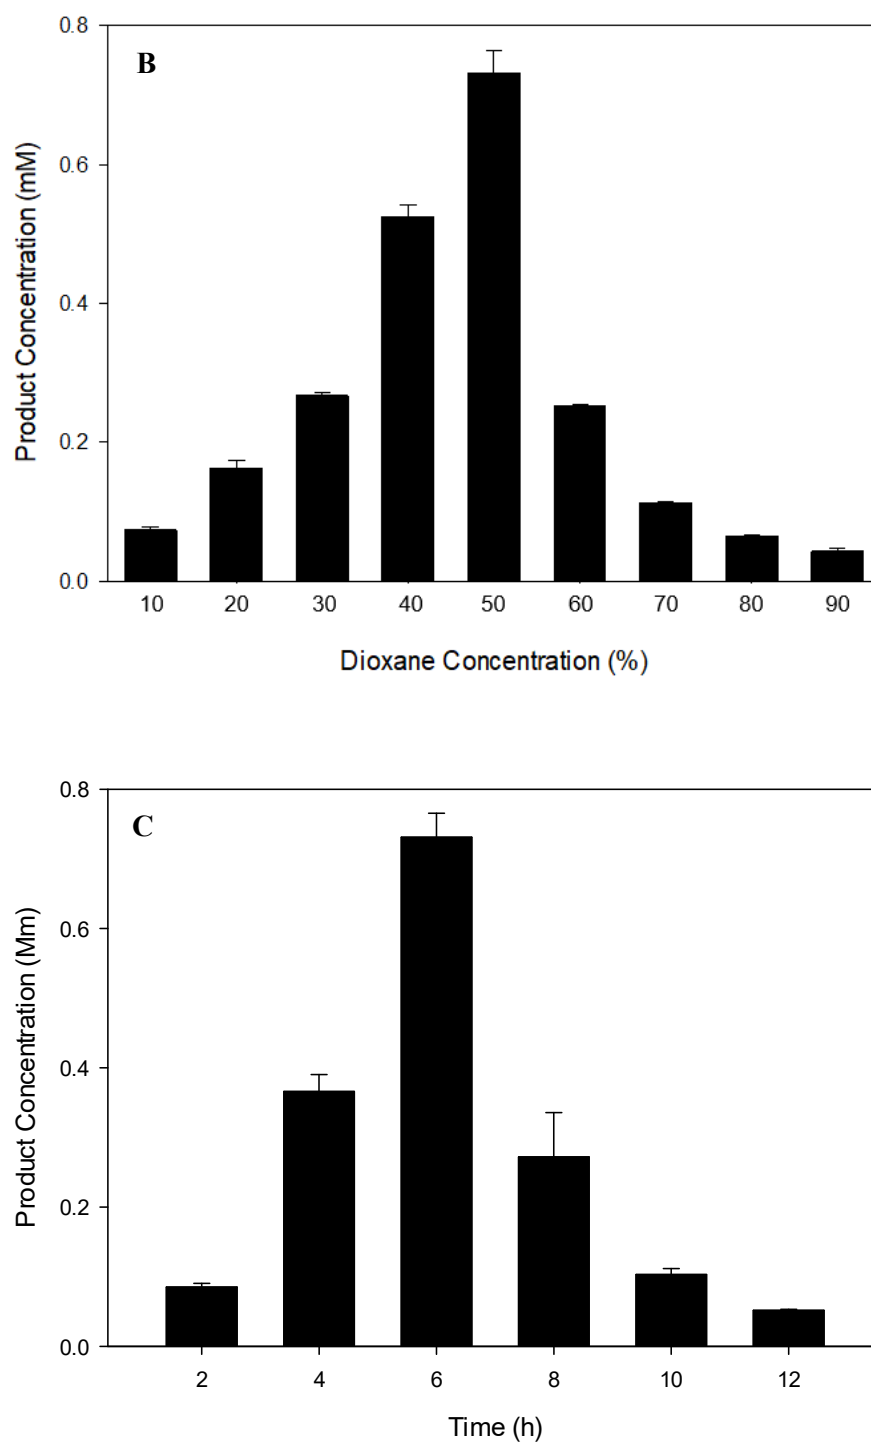 B
Product Concentration (mM)
0.8
0.6
0.4
0.2
0.0
10 20 30 40 50 60 70 80 90
Dioxane Concentration (%)
C
Product Concentration (Mm)
0.8
0.6
0.4
0.2
0.0
2 4 6 8 10 12
Time (h)